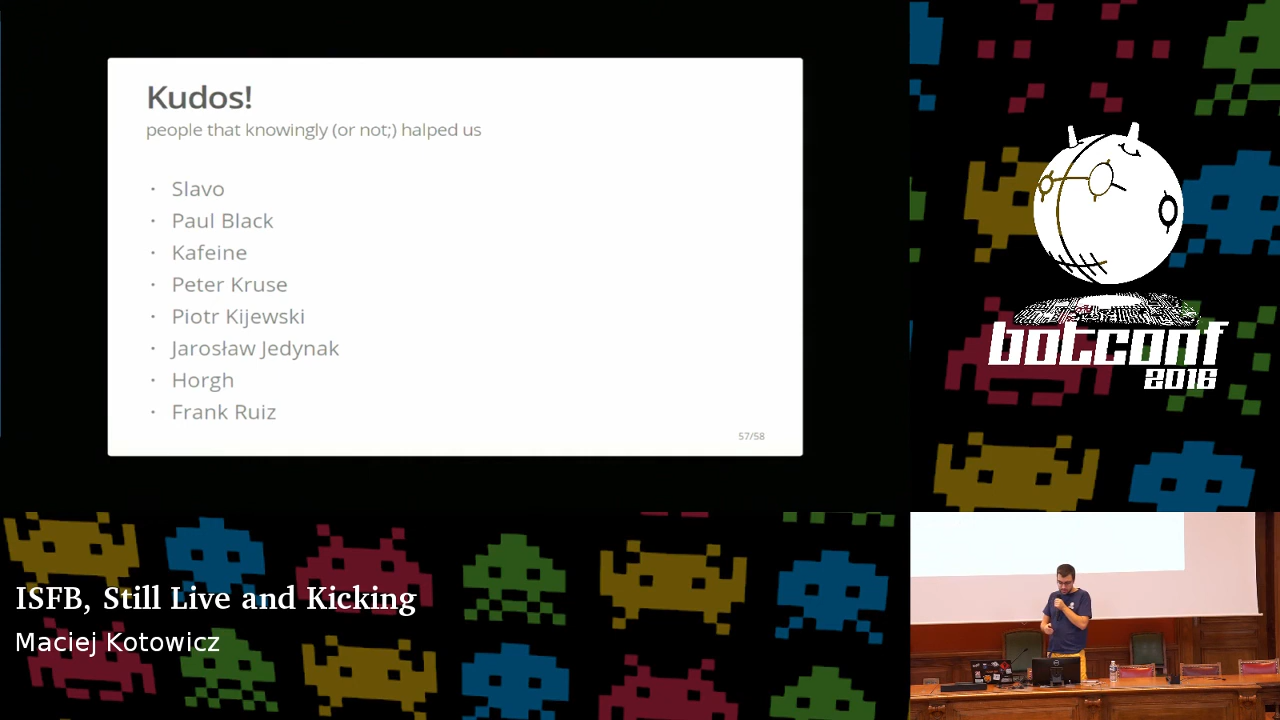 Kudos!
people that knowingly (or not;) halped us
· Slavo
· Paul Black
· Kafeine
· Peter Kruse
· Piotr Kijewski
· Jarosław Jedynak
· Horgh
· Frank Ruiz
57/58
botconf
2016
ISFB, Still Live and Kicking
Maciej Kotowicz